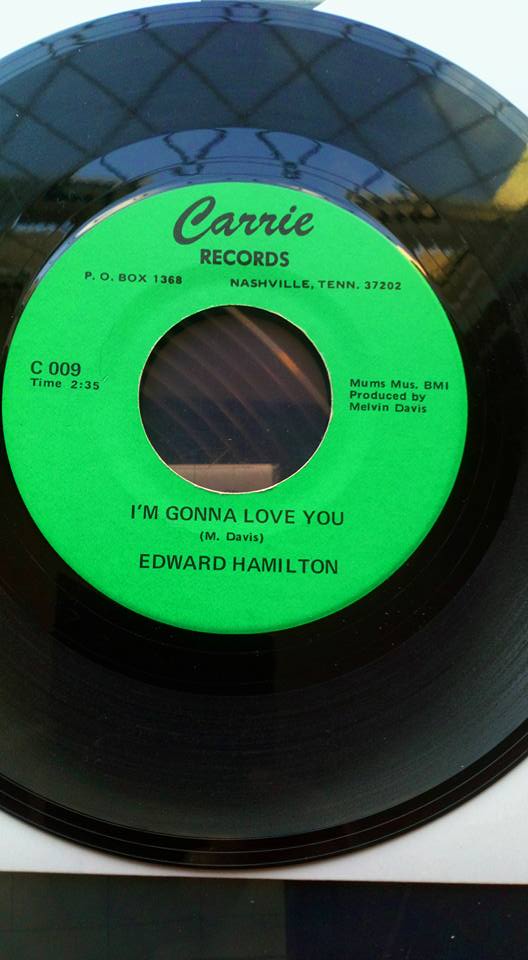 Carrie
RECORDS
P. O. BOX 1368 NASHVILLE, TENN. 37202
C 009
Time 2:35
Mums Mus. BMI
Produced by
Melvin Davis
I'M GONNA LOVE YOU
(M. Davis)
EDWARD HAMILTON